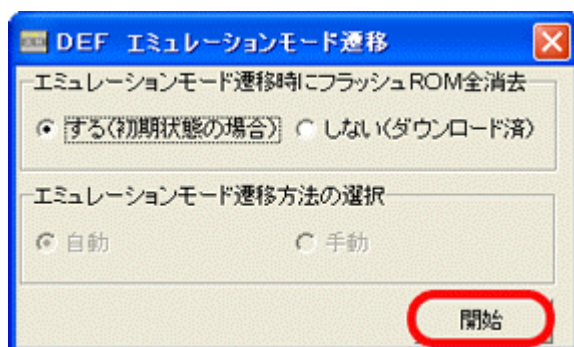 DEF エミュレーションモード遷移
エミュレーションモード遷移時にフラッシュROM全消去
する(初期状態の場合) しない(ダウンロード済)
エミュレーションモード遷移方法の選択
自動 手動
開始